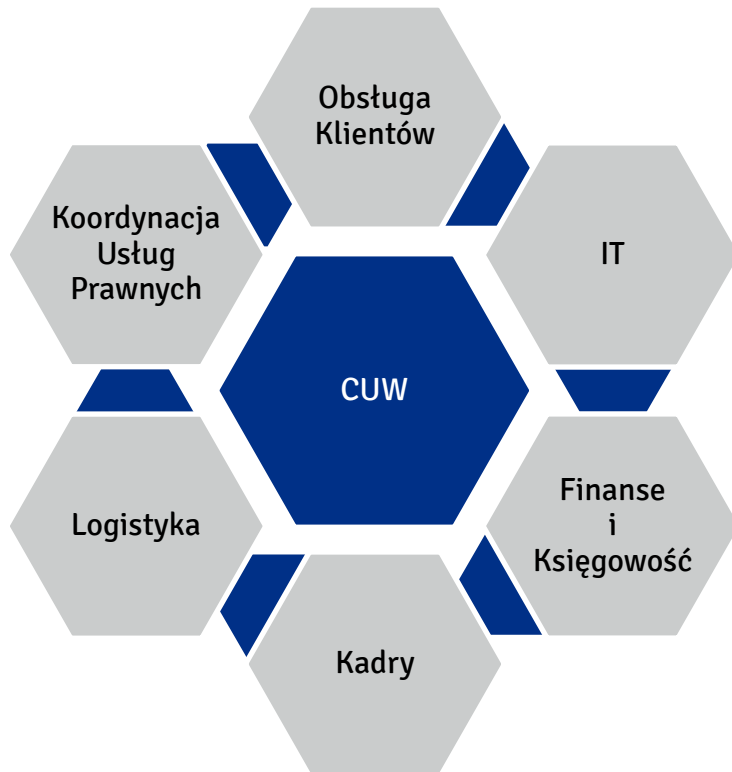 Obsługa
Klientów
Koordynacja
Usług
Prawnych
IT
CUW
Logistyka
Finanse
i
Księgowość
Kadry